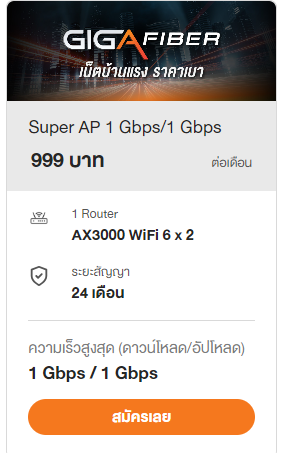 GIGA FIBER
เน็ตบ้านแรง ราคาเบา
Super AP 1 Gbps/1 Gbps
999 บาท ต่อเดือน
1 Router
AX3000 WiFi 6 x 2
ระยะสัญญา
24 เดือน
ความเร็วสูงสุด (ดาวน์โหลด/อัปโหลด)
1 Gbps / 1 Gbps
สมัครเลย